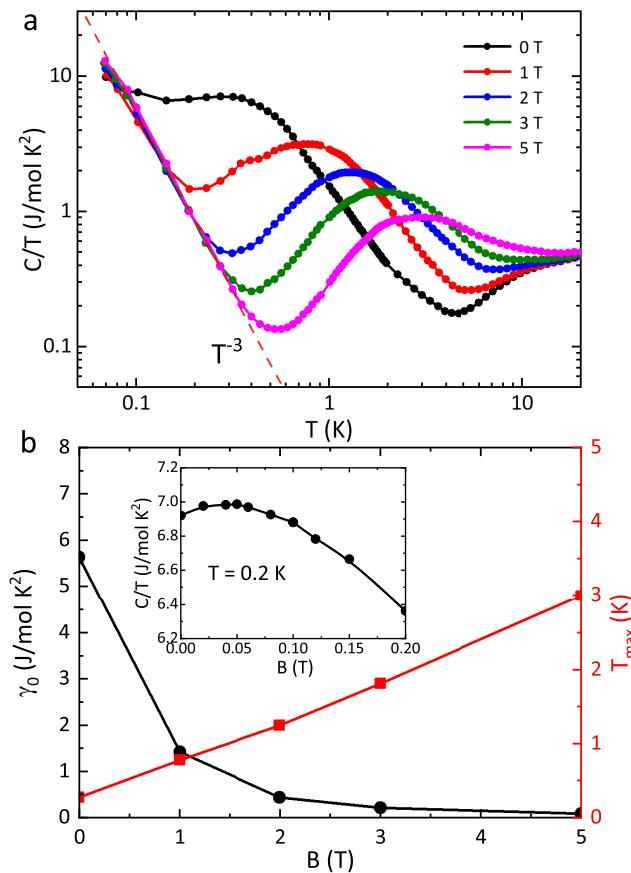 a
0 T
1 T
2 T
3 T
5 T
10
1
0.1
C/T (J/mol K²)
T⁻³
0.1
1
10
T (K)
b
8
7
6
5
4
3
2
1
0
γ₀ (J/mol K²)
5
4
3
2
1
0
Tmax (K)
7.2
7.0
6.8
6.6
6.4
6.2
C/T (J/mol K²)
T = 0.2 K
0.00
0.05
0.10
0.15
0.20
B (T)
0
1
2
3
4
5
B (T)